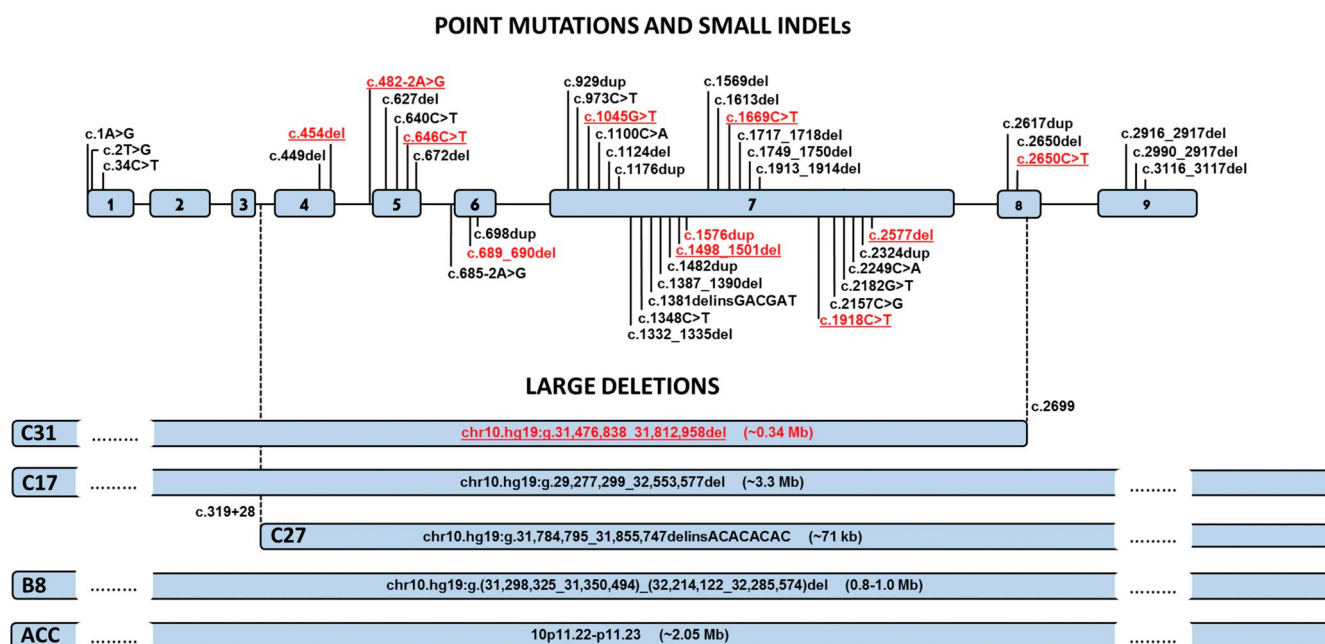 POINT MUTATIONS AND SMALL INDELs
c.1A>G
c.2T>G
c.34C>T
c.454del
c.449del
c.482-2A>G
c.627del
c.640C>T
c.646C>T
c.672del
c.929dup
c.973C>T
c.1045G>T
c.1100C>A
c.1124del
c.1176dup
c.1569del
c.1613del
c.1669C>T
c.1717_1718del
c.1749_1750del
c.1913_1914del
c.2617dup
c.2650del
c.2650C>T
c.2916_2917del
c.2990_2917del
c.3116_3117del
1 2 3 4 5 6 7 8 9
c.698dup
c.689_690del
c.685-2A>G
c.1576dup
c.1498_1501del
c.1482dup
c.1387_1390del
c.1381delinsGACGAT
c.1348C>T
c.1332_1335del
c.2577del
c.2324dup
c.2249C>A
c.2182G>T
c.2157C>G
c.1918C>T
LARGE DELETIONS
c.2699
C31 ......... chr10.hg19:g.31,476,838_31,812,958del (~0.34 Mb)
C17 ......... chr10.hg19:g.29,277,299_32,553,577del (~3.3 Mb) .........
c.319+28
C27 chr10.hg19:g.31,784,795_31,855,747delinsACACACAC (~71 kb) .........
B8 ......... chr10.hg19:g.(31,298,325_31,350,494)_(32,214,122_32,285,574)del (0.8-1.0 Mb) .........
ACC ......... 10p11.22-p11.23 (~2.05 Mb) .........